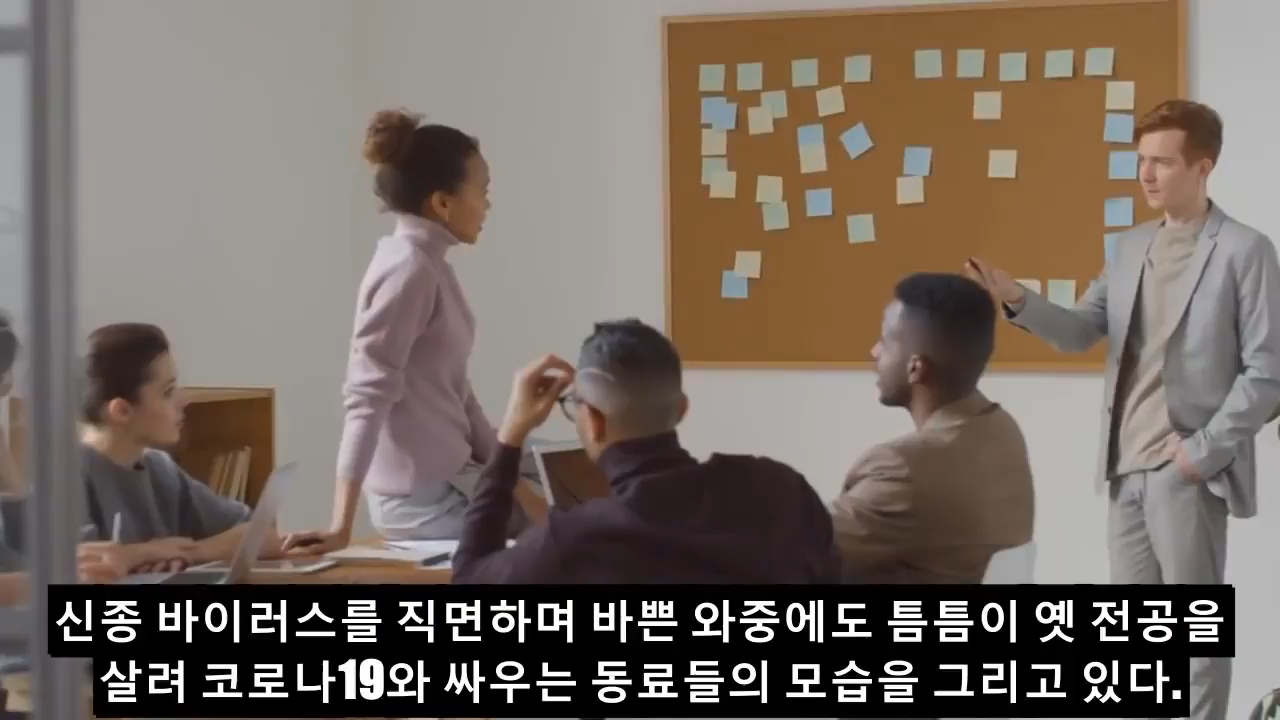 신종 바이러스를 직면하며 바쁜 와중에도 틈틈이 옛 전공을
살려 코로나19와 싸우는 동료들의 모습을 그리고 있다.